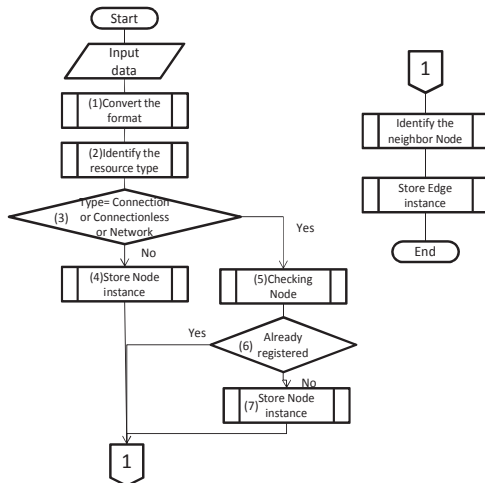 Start
Input
data
(1)Convert the
format
(2)Identify the
resource type
Type= Connection
(3) or Connectionless
or Network
No
Yes
(4)Store Node
instance
(5)Checking
Node
Yes
(6) Already
registered
No
(7)Store Node
instance
1
1
Identify the
neighbor Node
Store Edge
instance
End